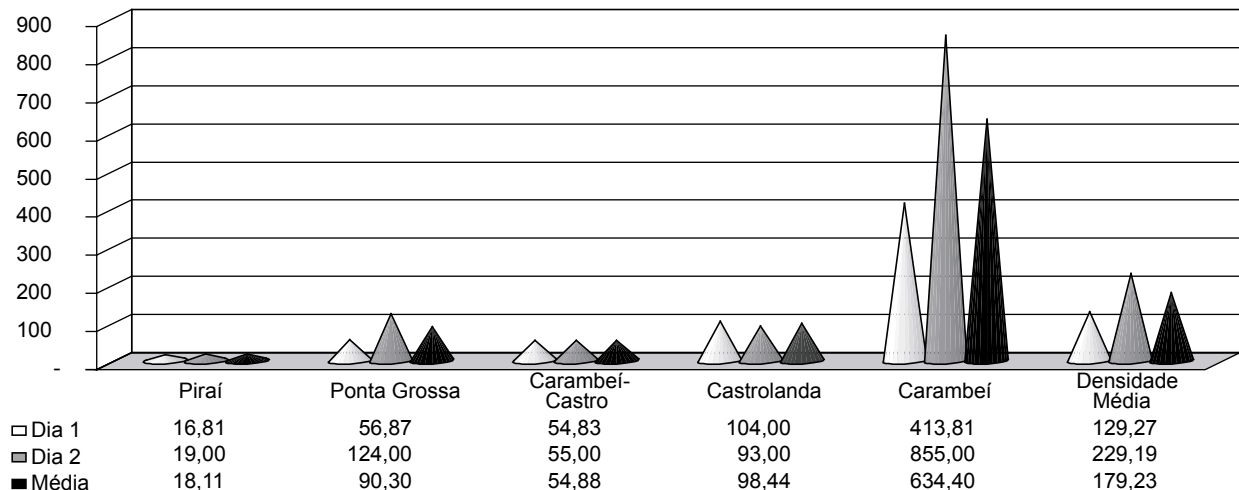 900
800
700
600
500
400
300
200
100
-
Piraí Ponta Grossa Carambeí-Castro Castrolanda Carambeí Densidade Média
Dia 1 16,81 56,87 54,83 104,00 413,81 129,27
Dia 2 19,00 124,00 55,00 93,00 855,00 229,19
Média 18,11 90,30 54,88 98,44 634,40 179,23